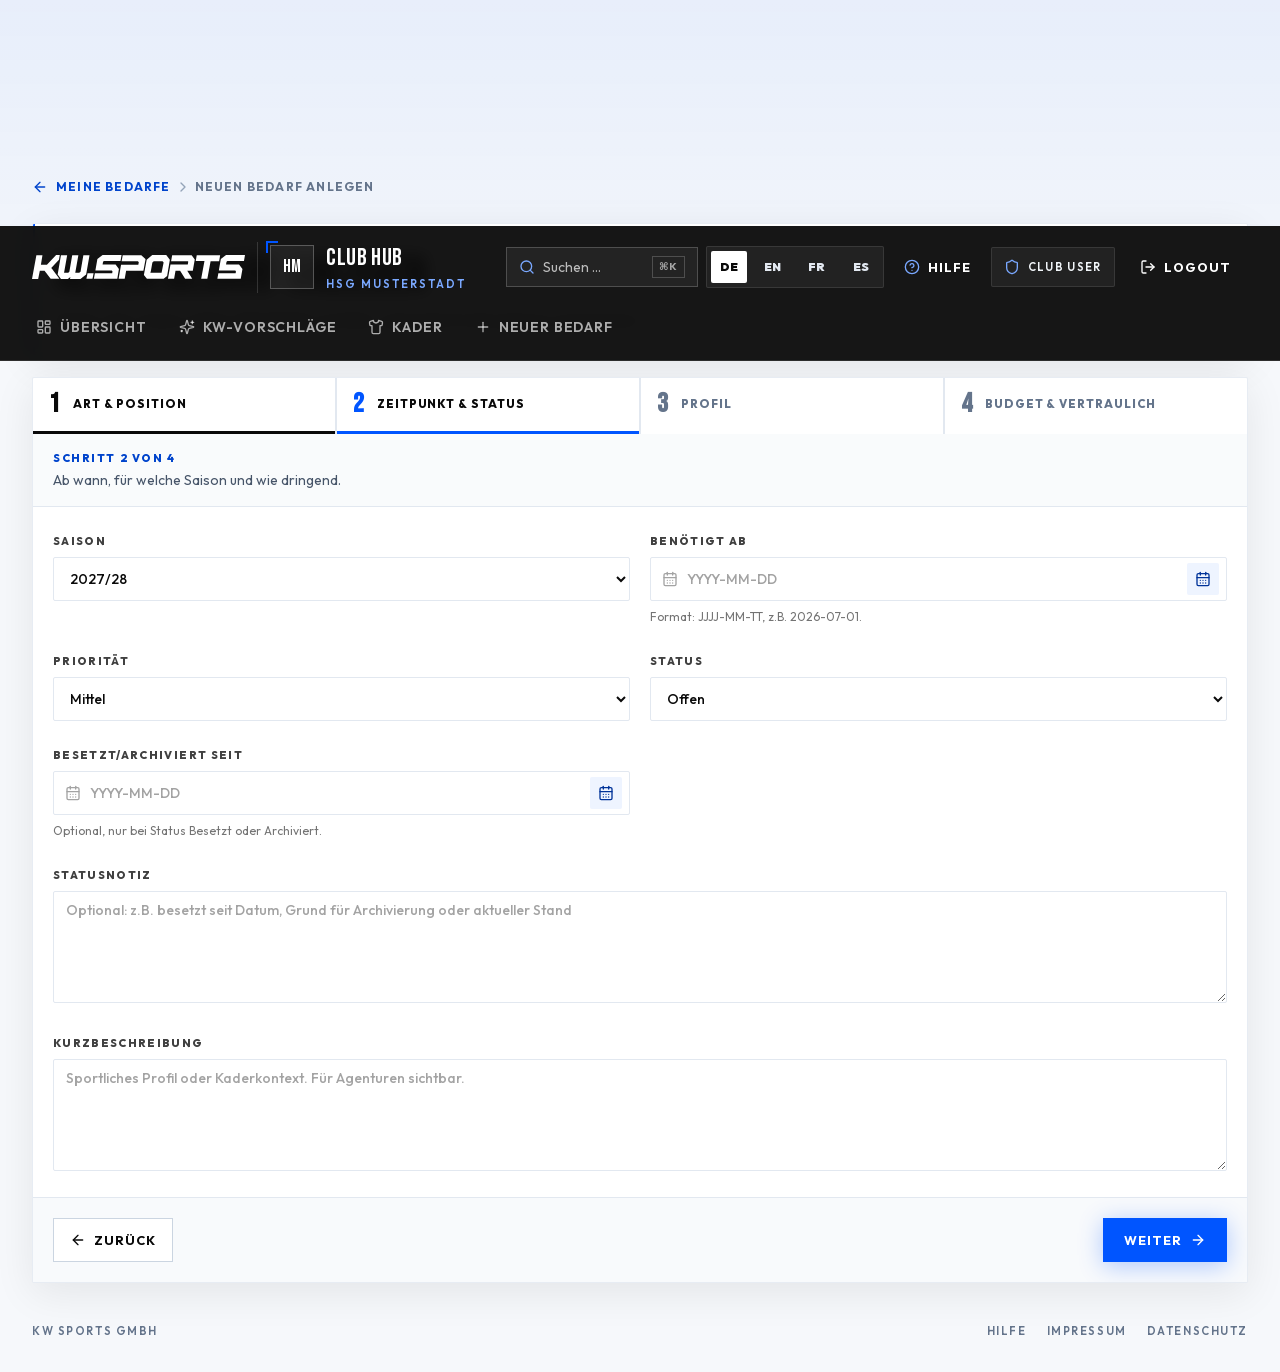 MEINE BEDARFE
NEUEN BEDARF ANLEGEN
KW.SPORTS
HM
CLUB HUB
HSG MUSTERSTADT
Suchen ...
⌘K
DE
EN
FR
ES
HILFE
CLUB USER
LOGOUT
ÜBERSICHT
KW-VORSCHLÄGE
KADER
NEUER BEDARF
1 ART & POSITION
2 ZEITPUNKT & STATUS
3 PROFIL
4 BUDGET & VERTRAULICH
SCHRITT 2 VON 4
Ab wann, für welche Saison und wie dringend.
SAISON
2027/28
BENÖTIGT AB
YYYY-MM-DD
Format: JJJJ-MM-TT, z.B. 2026-07-01.
PRIORITÄT
Mittel
STATUS
Offen
BESETZT/ARCHIVIERT SEIT
YYYY-MM-DD
Optional, nur bei Status Besetzt oder Archiviert.
STATUSNOTIZ
Optional: z.B. besetzt seit Datum, Grund für Archivierung oder aktueller Stand
KURZBESCHREIBUNG
Sportliches Profil oder Kaderkontext. Für Agenturen sichtbar.
ZURÜCK
WEITER
KW SPORTS GMBH
HILFE
IMPRESSUM
DATENSCHUTZ